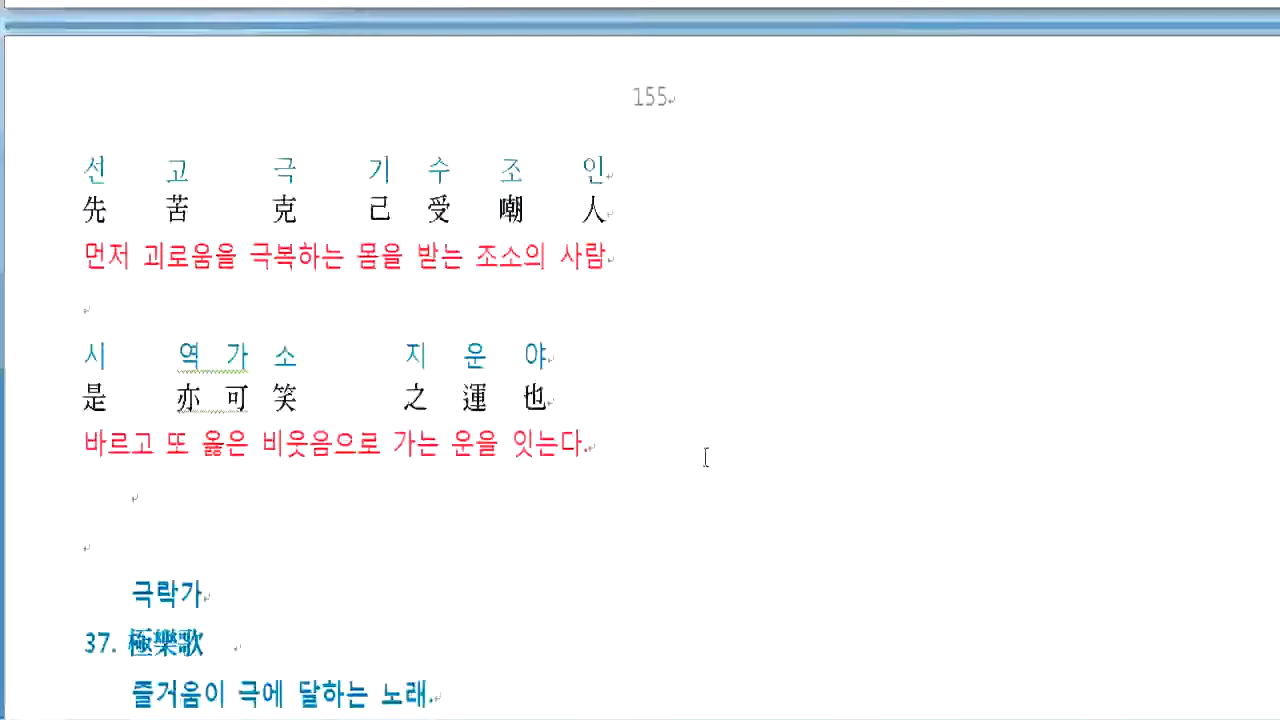 155
선 고 극 기 수 조 인
先 苦 克 己 受 嘲 人
먼저 괴로움을 극복하는 몸을 받는 조소의 사람
시 역 가 소 지 운 야
是 亦 可 笑 之 運 也
바르고 또 옳은 비웃음으로 가는 운을 잇는다.
극락가
37. 極樂歌
즐거움이 극에 달하는 노래.